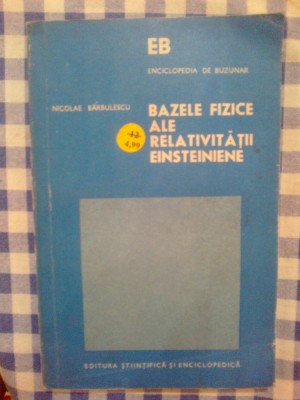 EB
ENCICLOPEDIA DE BUZUNAR
NICOLAE BĂRBULESCU
BAZELE FIZICE
ALE
RELATIVITĂȚII
EINSTEINIENE
EDITURA ȘTIINȚIFICĂ ȘI ENCICLOPEDICĂ